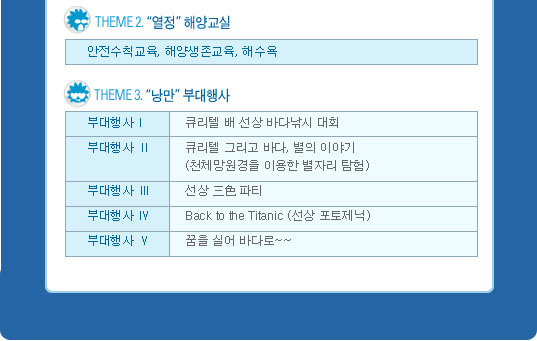 THEME 2. "열정" 해양교실
안전수칙교육, 해양생존교육, 해수욕
THEME 3. "낭만" 부대행사
부대행사 I 큐리텔 배 선상 바다낚시 대회
부대행사 II 큐리텔 그리고 바다, 별의 이야기
(천체망원경을 이용한 별자리 탐험)
부대행사 III 선상 三色 파티
부대행사 IV Back to the Titanic (선상 포토제닉)
부대행사 V 꿈을 실어 바다로~~